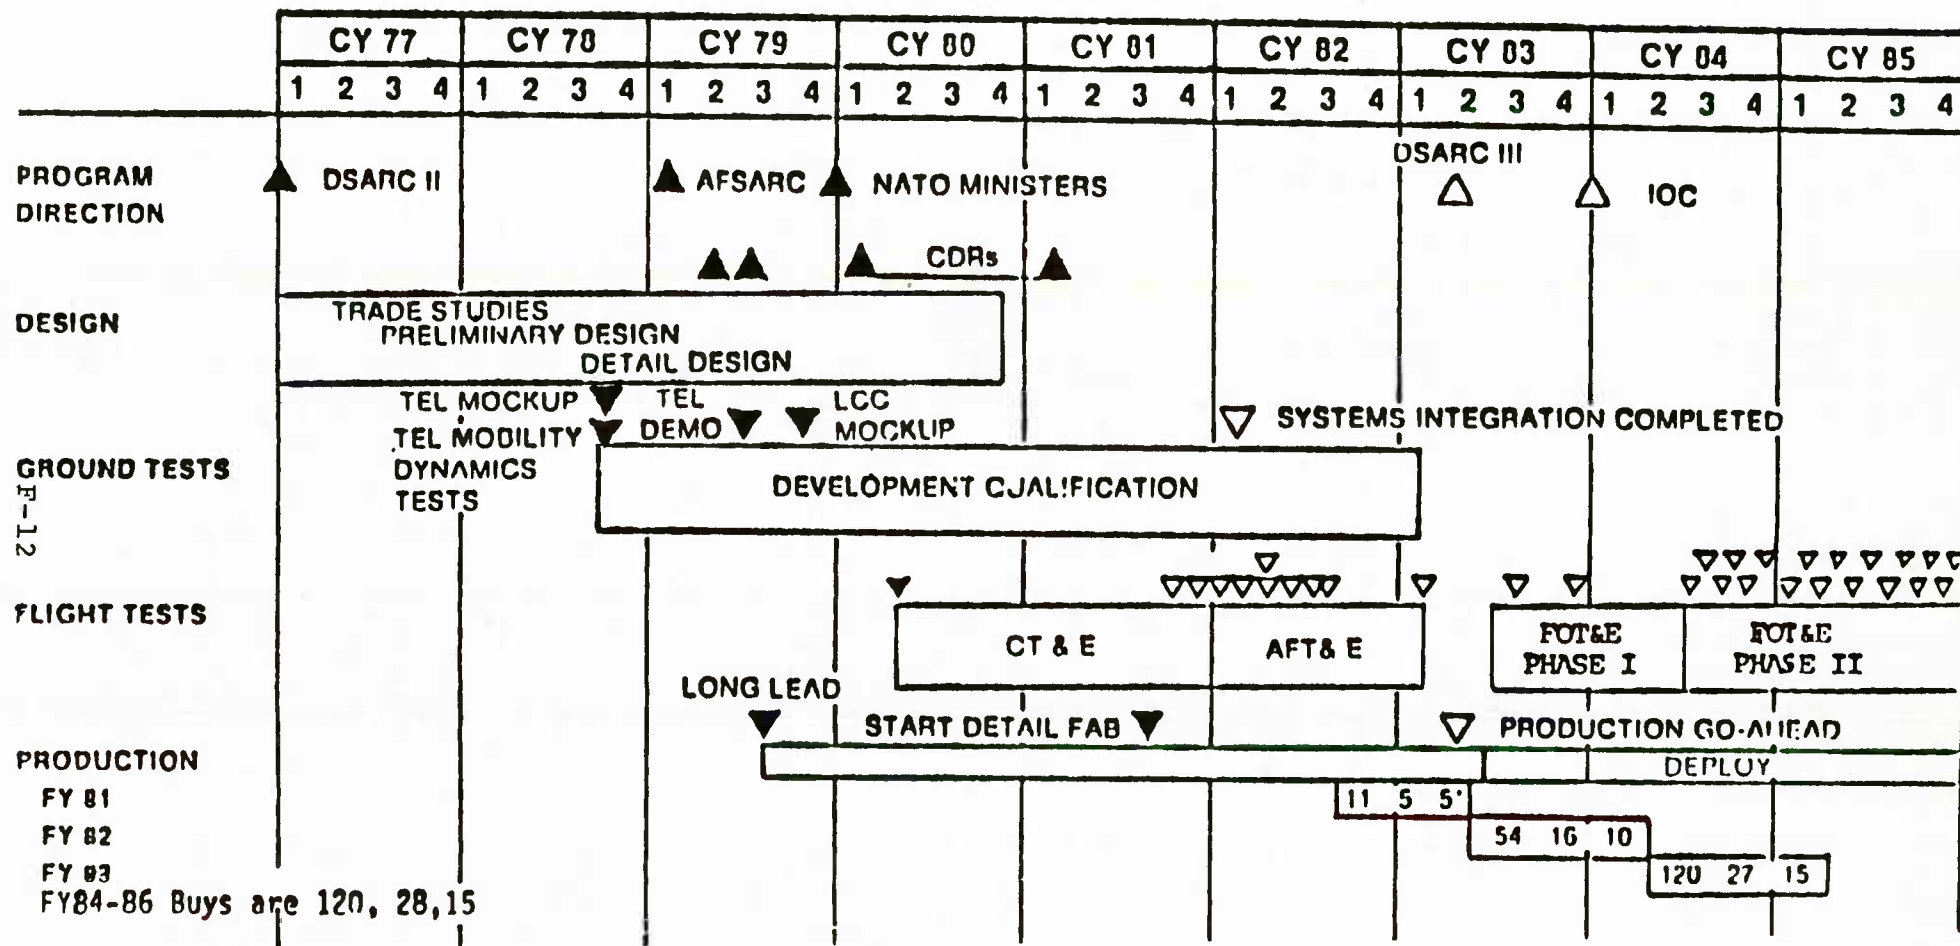 CY 77 CY 78 CY 79 CY 80 CY 81 CY 82 CY 83 CY 84 CY 85
1 2 3 4 1 2 3 4 1 2 3 4 1 2 3 4 1 2 3 4 1 2 3 4 1 2 3 4 1 2 3 4 1 2 3 4
PROGRAM
DIRECTION
DSARC II
AFSARC
NATO MINISTERS
DSARC III
IOC
CDRs
DESIGN
TRADE STUDIES
PRELIMINARY DESIGN
DETAIL DESIGN
TEL MOCKUP
TEL MOBILITY
DYNAMICS
TESTS
TEL
DEMO
LCC
MOCKUP
SYSTEMS INTEGRATION COMPLETED
GROUND TESTS
DEVELOPMENT QUALIFICATION
F-12
FLIGHT TESTS
CT & E
AFT & E
FOT&E
PHASE I
FOT&E
PHASE II
LONG LEAD
START DETAIL FAB
PRODUCTION GO-AHEAD
PRODUCTION
DEPLOY
FY 81
11 5 5
FY 82
54 16 10
FY 83
120 27 15
FY84-86 Buys are 120, 28,15